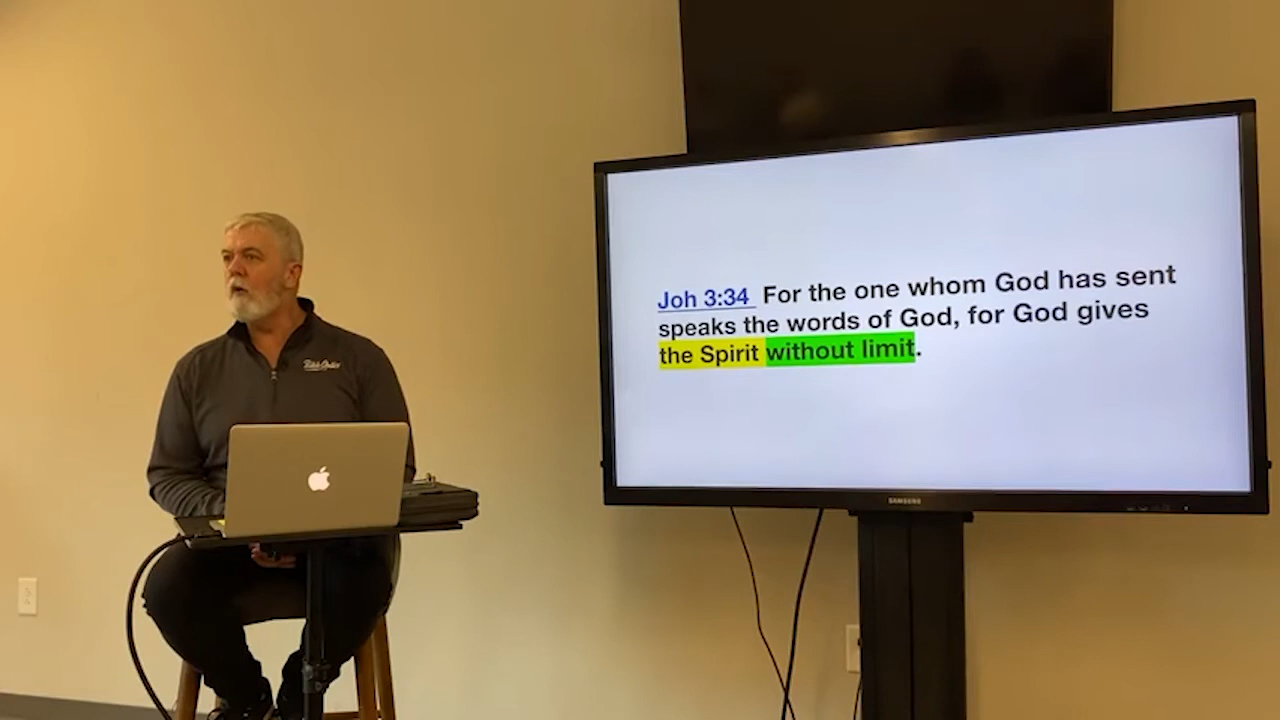 Joh 3:34 For the one whom God has sent
speaks the words of God, for God gives
the Spirit without limit.
SAMSUNG